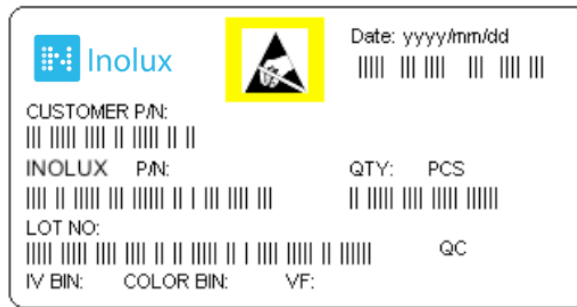 Inolux
Date: yyyy/mm/dd
CUSTOMER P/N:
INOLUX P/N: QTY: PCS
LOT NO:
QC
IV BIN: COLOR BIN: VF: